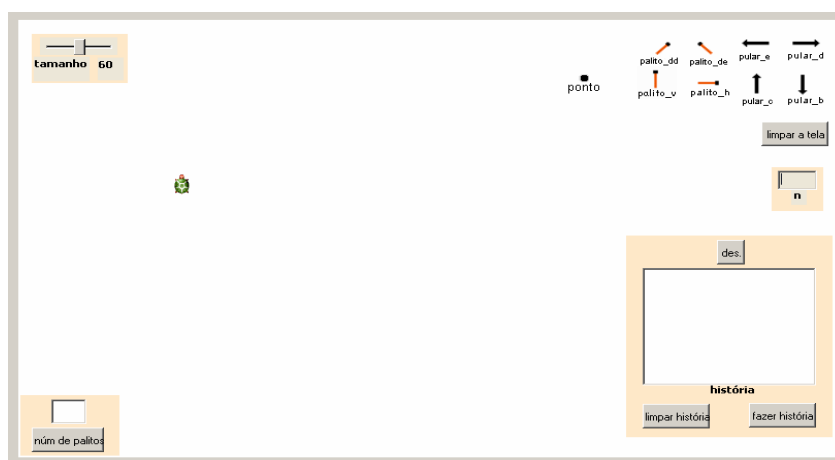 tamanho 60
ponto
palito_dd palito_de pular_e pular_d
palito_v palito_h pular_c pular_b
limpar a tela
n
des.
história
limpar história fazer história
núm de palitos